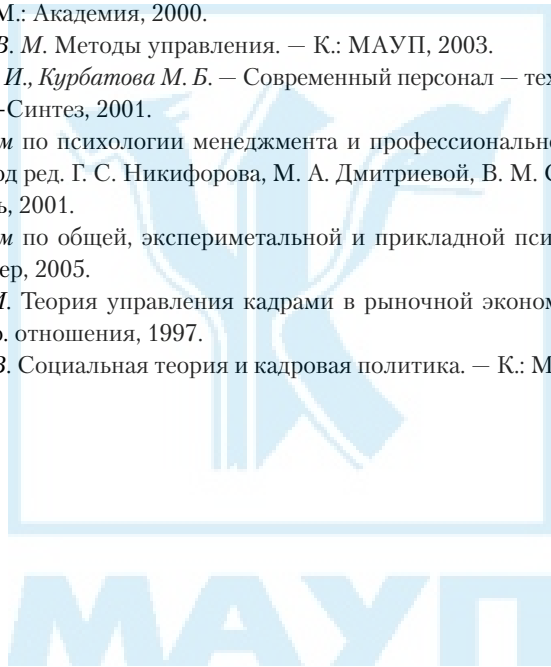 М.: Академия, 2000.
В. М. Методы управления. — К.: МАУП, 2003.
И., Курбатова М. Б. — Современный персонал — тех
-Синтез, 2001.
м по психологии менеджмента и профессионально
од ред. Г. С. Никифорова, М. А. Дмитриевой, В. М. С
ь, 2001.
м по общей, экспериметальной и прикладной пси
ер, 2005.
И. Теория управления кадрами в рыночной эконом
о. отношения, 1997.
В. Социальная теория и кадровая политика. — К.: М
МАУП